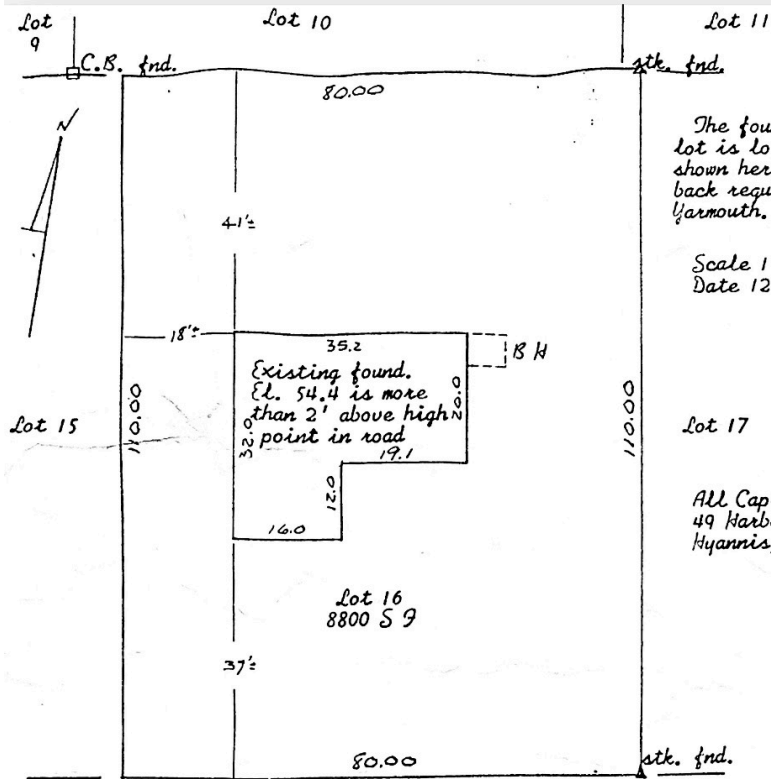 Lot
9
Lot 10
Lot 11
C.B. fnd.
stk. fnd.
80.00
N
The fou
lot is lo
shown her
back requ
Yarmouth.
41'±
Scale 1
Date 12
18'±
35.2
B H
Existing found.
El. 54.4 is more
than 2' above high
point in road
32.0
20.0
19.1
12.0
16.0
110.00
110.00
Lot 15
Lot 17
All Cap
49 Harb
Hyannis,
Lot 16
8800 S F
37'±
80.00
stk. fnd.